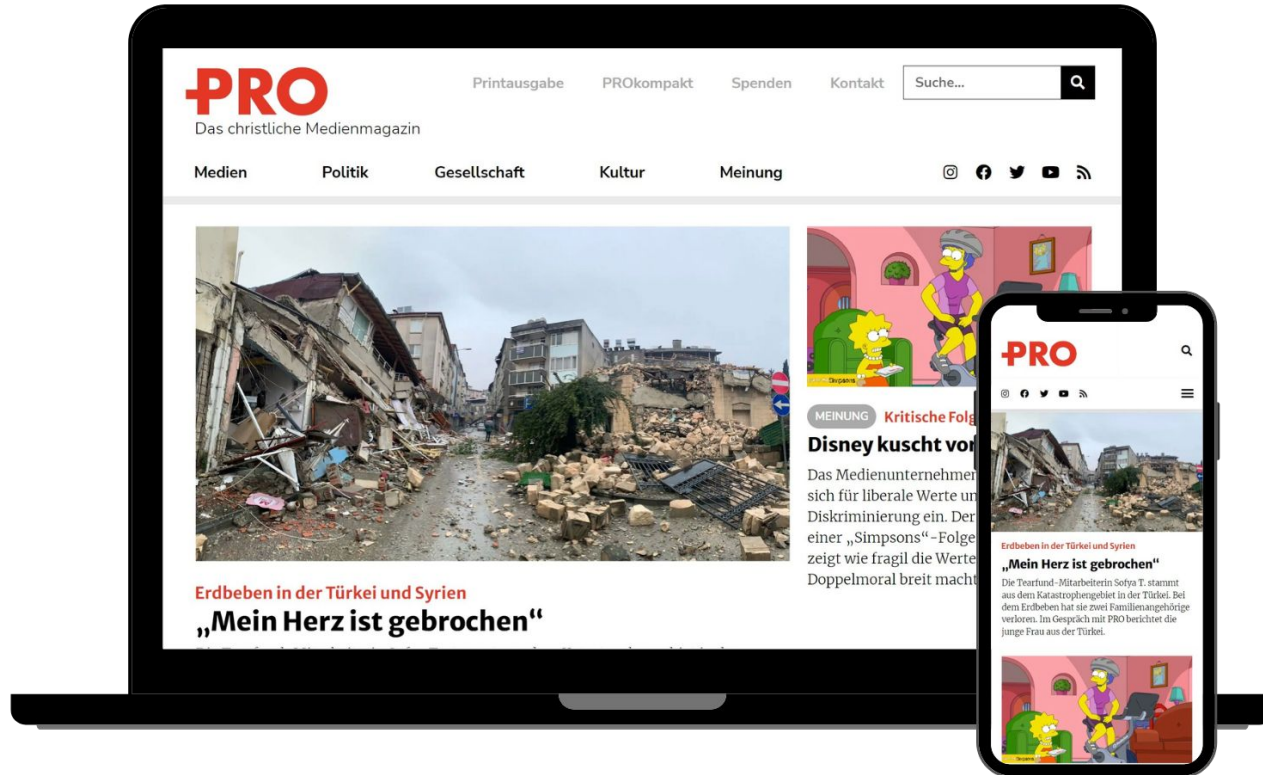 PRO
Das christliche Medienmagazin
Printausgabe PROkompakt Spenden Kontakt Suche...
Medien Politik Gesellschaft Kultur Meinung
Simpsons
MEINUNG Kritische
Disney kuscht
Das Medienunternehmen
sich für liberale Werte
Diskriminierung ein. Der
einer „Simpsons“-Folge
zeigt wie fragil die Werte
Doppelmoral breit macht
Erdbeben in der Türkei und Syrien
„Mein Herz ist gebrochen“
PRO
Erdbeben in der Türkei und Syrien
„Mein Herz ist gebrochen“
Die Tearfund-Mitarbeiterin Sofya T. stammt
aus dem Katastrophengebiet in der Türkei. Bei
dem Erdbeben hat sie zwei Familienangehörige
verloren. Im Gespräch mit PRO berichtet die
junge Frau aus der Türkei.